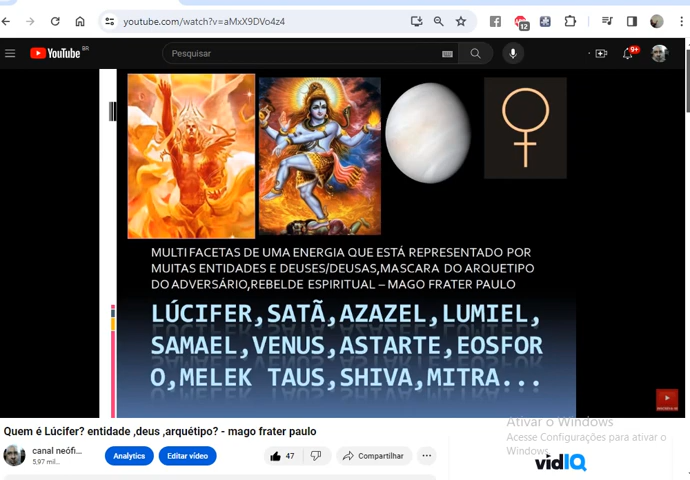 youtube.com/watch?v=aMxX9DVo4z4
12
YouTube BR
Pesquisar
9+
MULTI FACETAS DE UMA ENERGIA QUE ESTÁ REPRESENTADO POR
MUITAS ENTIDADES E DEUSES/DEUSAS,MASCARA DO ARQUETIPO
DO ADVERSÁRIO,REBELDE ESPIRITUAL – MAGO FRATER PAULO
LÚCIFER,SATÃ,AZAZEL,LUMIEL,
SAMAEL,VENUS,ASTARTE,EOSFOR
O,MELEK TAUS,SHIVA,MITRA...
Quem é Lúcifer? entidade ,deus ,arquétipo? - mago frater paulo
Ativar o Windows
Acesse Configurações para ativar o
Windows.
canal neófi...
5,97 mil...
Analytics
Editar vídeo
47
Compartilhar
vidIQ